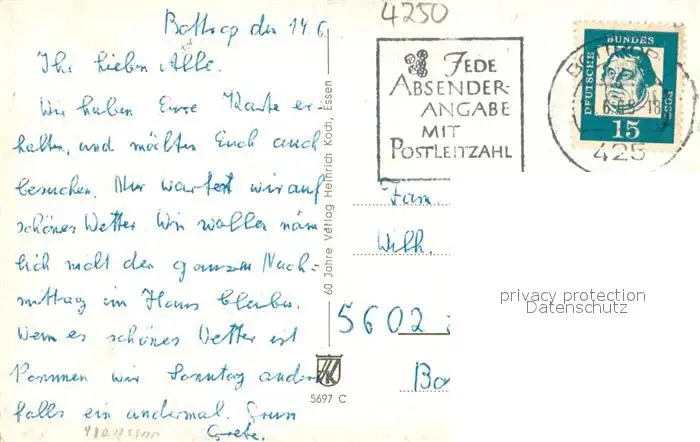 4250
Bottrop den 14.6.
Ihr lieben Alle.
Wir haben Eure Karte er-
halten, und möchten Euch auch
besuchen. Nur warten wir auf
schönes Wetter. Wir wollen näm
lich nicht den ganzen Nach=
mittag im Haus bleiben.
Wenn es schönes Wetter ist
kommen wir Sonntag andern
falls ein andermal. Gruss
Grete.
60 Jahre Verlag Heinrich Koch, Essen
5697 C
JEDE
ABSENDER-
ANGABE
MIT
POSTLEITZAHL
DEUTSCHE BUNDESPOST
15
BOTTROP
18
425
Fam.
Wilh.
5602
privacy protection
Datenschutz